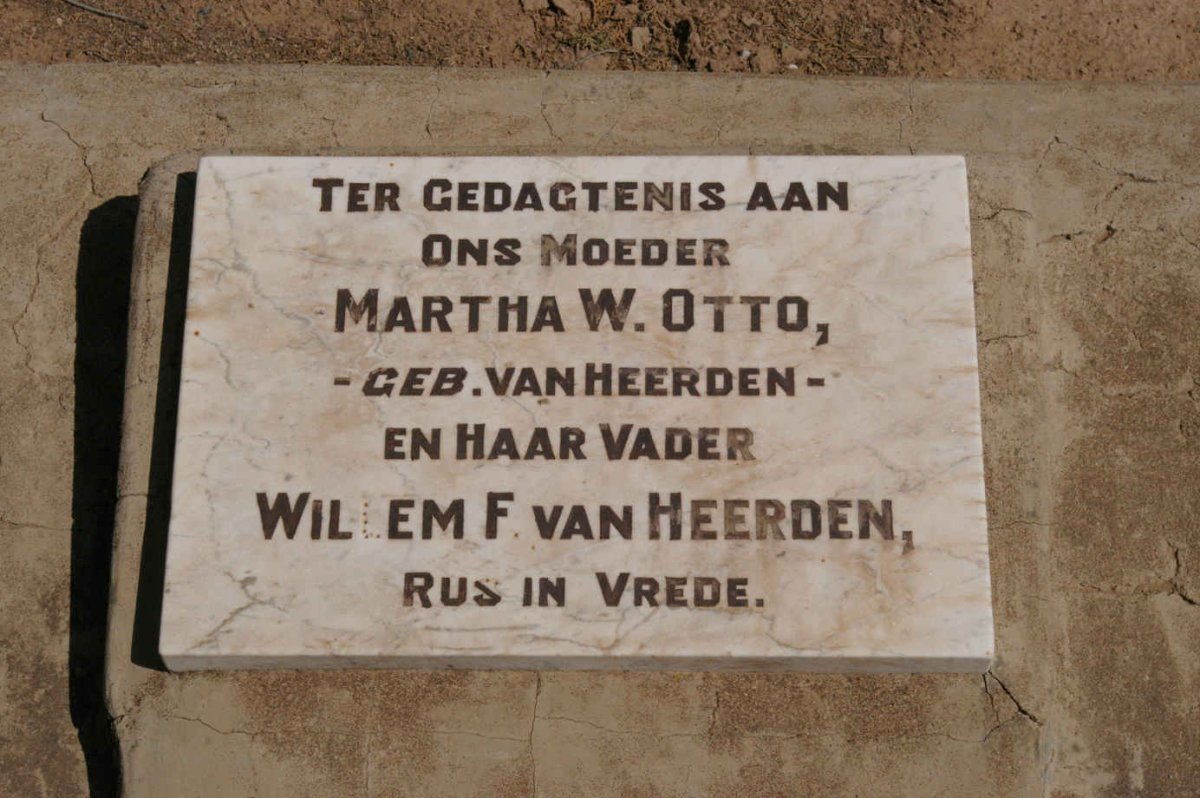 TER GEDAGTENIS AAN
ONS MOEDER
MARTHA W. OTTO,
- GEB. VAN HEERDEN -
EN HAAR VADER
WILLEM F VAN HEERDEN,
RUS IN VREDE.